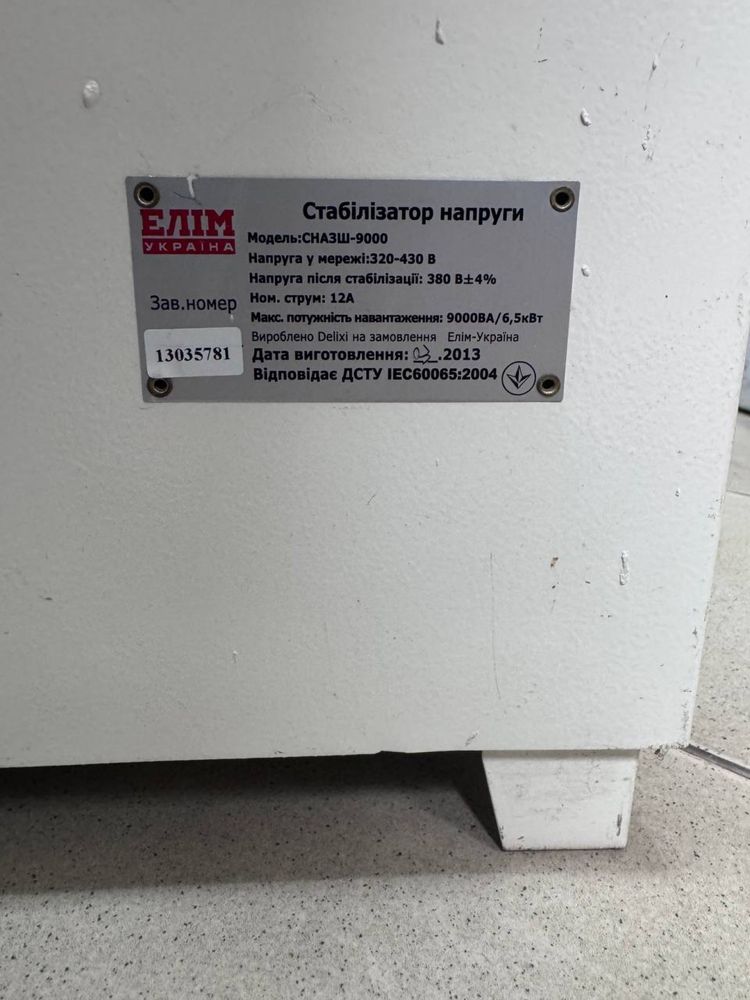 ЕЛІМ
УКРАЇНА
Стабілізатор напруги
Модель:СНАЗШ-9000
Напруга у мережі:320-430 В
Напруга після стабілізації: 380 В±4%
Ном. струм: 12А
Макс. потужність навантаження: 9000ВА/6,5кВт
Вироблено Delixi на замовлення Елім-Україна
Дата виготовлення: 03.2013
Відповідає ДСТУ ІЕС60065:2004
Зав.номер
13035781